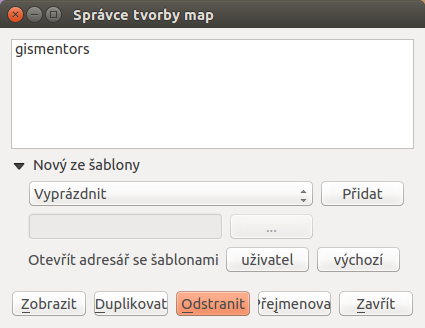 Správce tvorby map
gismentors
Nový ze šablony
Vyprázdnit Přidat
...
Otevřít adresář se šablonami uživatel výchozí
Zobrazit Duplikovat Odstranit Přejmenova Zavřít